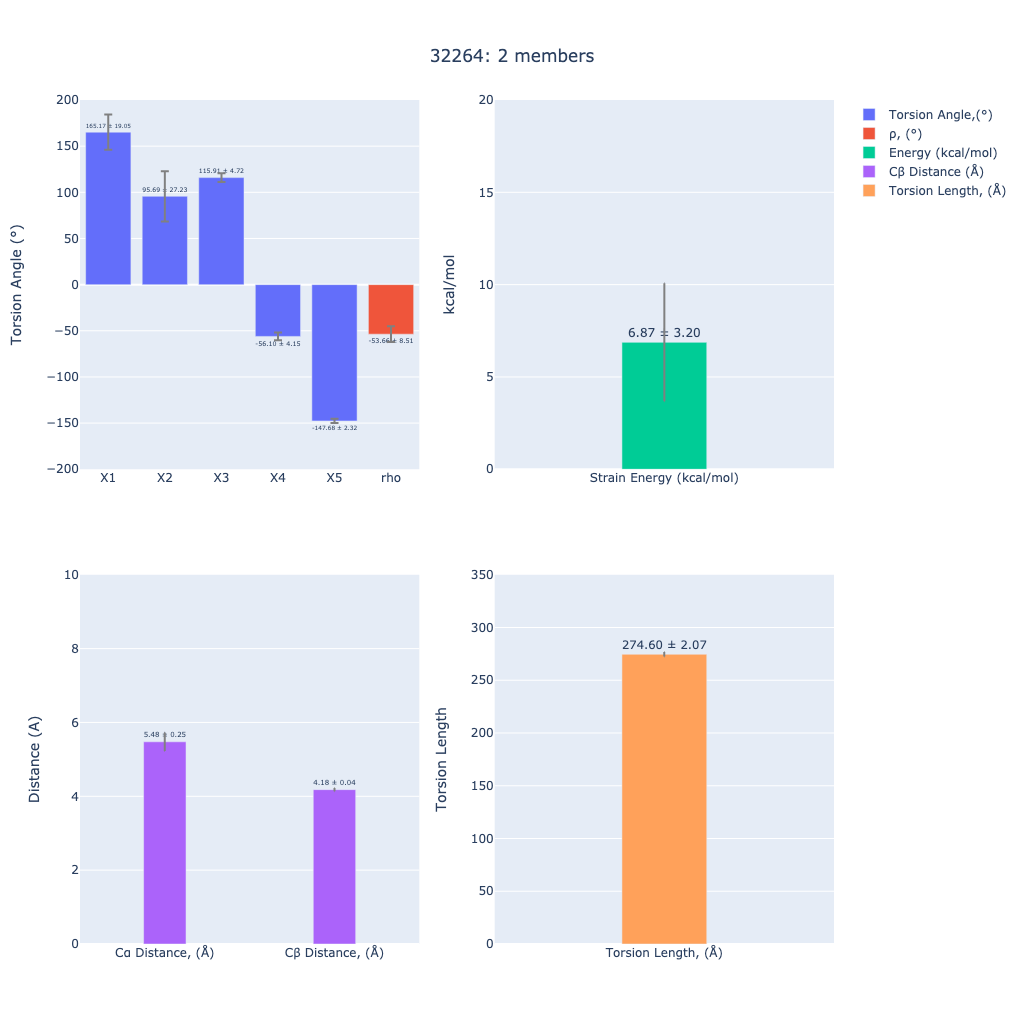 32264: 2 members
Torsion Angle (°)
200
150
100
50
0
−50
−100
−150
−200
165.17 ± 19.05
95.69 ± 27.23
115.91 ± 4.72
-56.10 ± 4.15
-147.68 ± 2.32
-53.66 ± 8.51
X1 X2 X3 X4 X5 rho
kcal/mol
20
15
10
5
0
6.87 ± 3.20
Strain Energy (kcal/mol)
Torsion Angle,(°)
ρ, (°)
Energy (kcal/mol)
Cβ Distance (Å)
Torsion Length, (Å)
Distance (A)
10
8
6
4
2
0
5.48 ± 0.25
4.18 ± 0.04
Cα Distance, (Å) Cβ Distance, (Å)
Torsion Length
350
300
250
200
150
100
50
0
274.60 ± 2.07
Torsion Length, (Å)